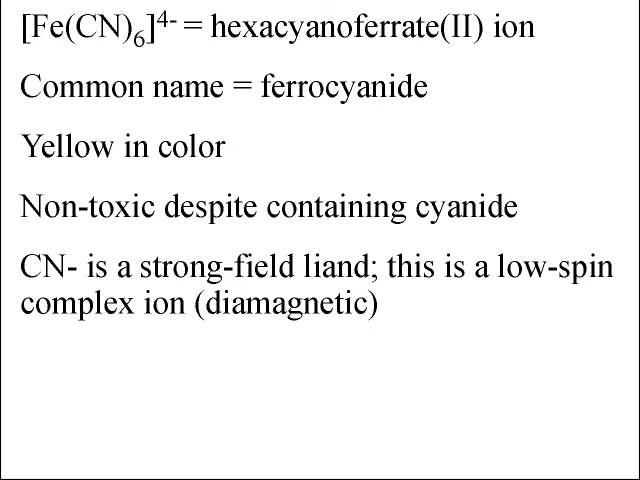 [Fe(CN)₆]⁴⁻ = hexacyanoferrate(II) ion
Common name = ferrocyanide
Yellow in color
Non-toxic despite containing cyanide
CN- is a strong-field liand; this is a low-spin
complex ion (diamagnetic)